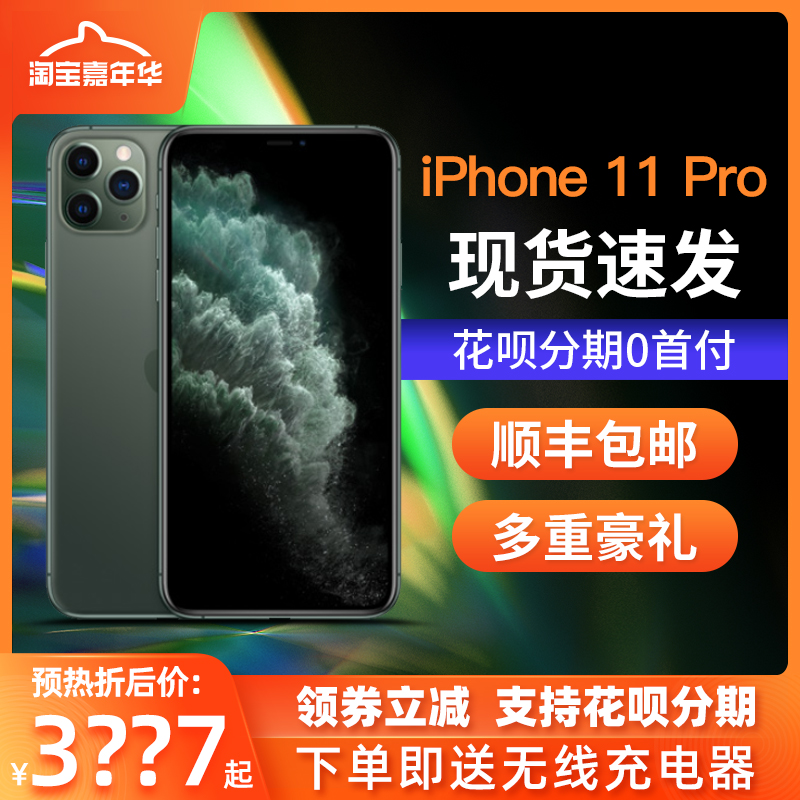 淘宝嘉年华
iPhone 11 Pro
现货速发
花呗分期0首付
顺丰包邮
多重豪礼
预热折后价：
¥3??7起
领券立减 支持花呗分期
下单即送无线充电器